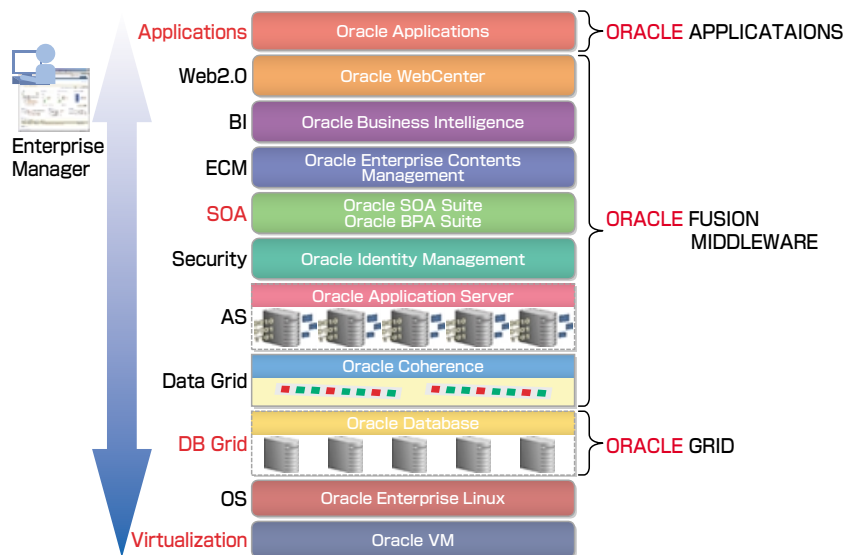 Applications
Oracle Applications
ORACLE APPLICATAIONS
Web2.0
Oracle WebCenter
Enterprise
Manager
BI
Oracle Business Intelligence
ECM
Oracle Enterprise Contents
Management
SOA
Oracle SOA Suite
Oracle BPA Suite
ORACLE FUSION
MIDDLEWARE
Security
Oracle Identity Management
AS
Oracle Application Server
Data Grid
Oracle Coherence
DB Grid
Oracle Database
ORACLE GRID
OS
Oracle Enterprise Linux
Virtualization
Oracle VM